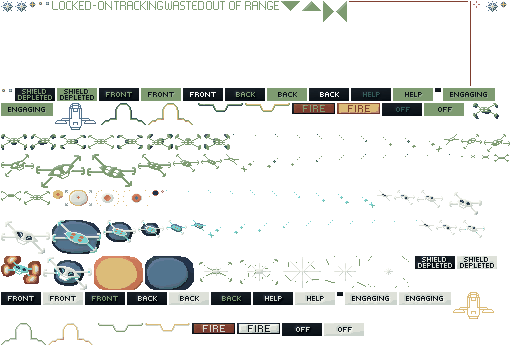 LOCKED-ON TRACKING WASTED OUT OF RANGE
SHIELD DEPLETED SHIELD DEPLETED FRONT FRONT FRONT BACK BACK BACK HELP HELP ENGAGING
ENGAGING FIRE FIRE OFF OFF
SHIELD DEPLETED SHIELD DEPLETED
FRONT FRONT FRONT BACK BACK BACK HELP HELP ENGAGING ENGAGING
FIRE FIRE OFF OFF